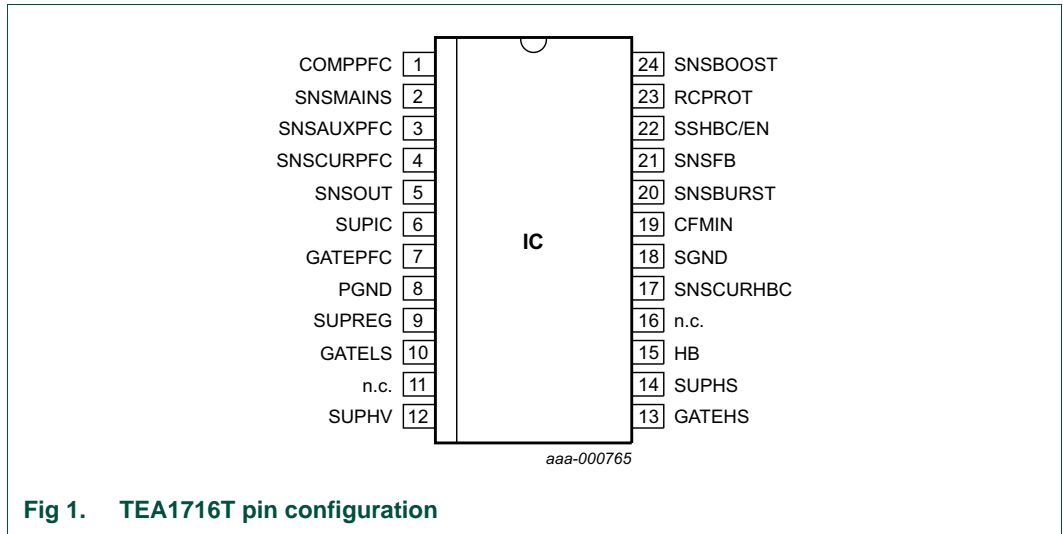 COMPPFC 1
SNSMAINS 2
SNSAUXPFC 3
SNSCURPFC 4
SNSOUT 5
SUPIC 6
GATEPFC 7
PGND 8
SUPREG 9
GATELS 10
n.c. 11
SUPHV 12
IC
24 SNSBOOST
23 RCPROT
22 SSHBC/EN
21 SNSFB
20 SNSBURST
19 CFMIN
18 SGND
17 SNSCURHBC
16 n.c.
15 HB
14 SUPHS
13 GATEHS
aaa-000765
Fig 1. TEA1716T pin configuration